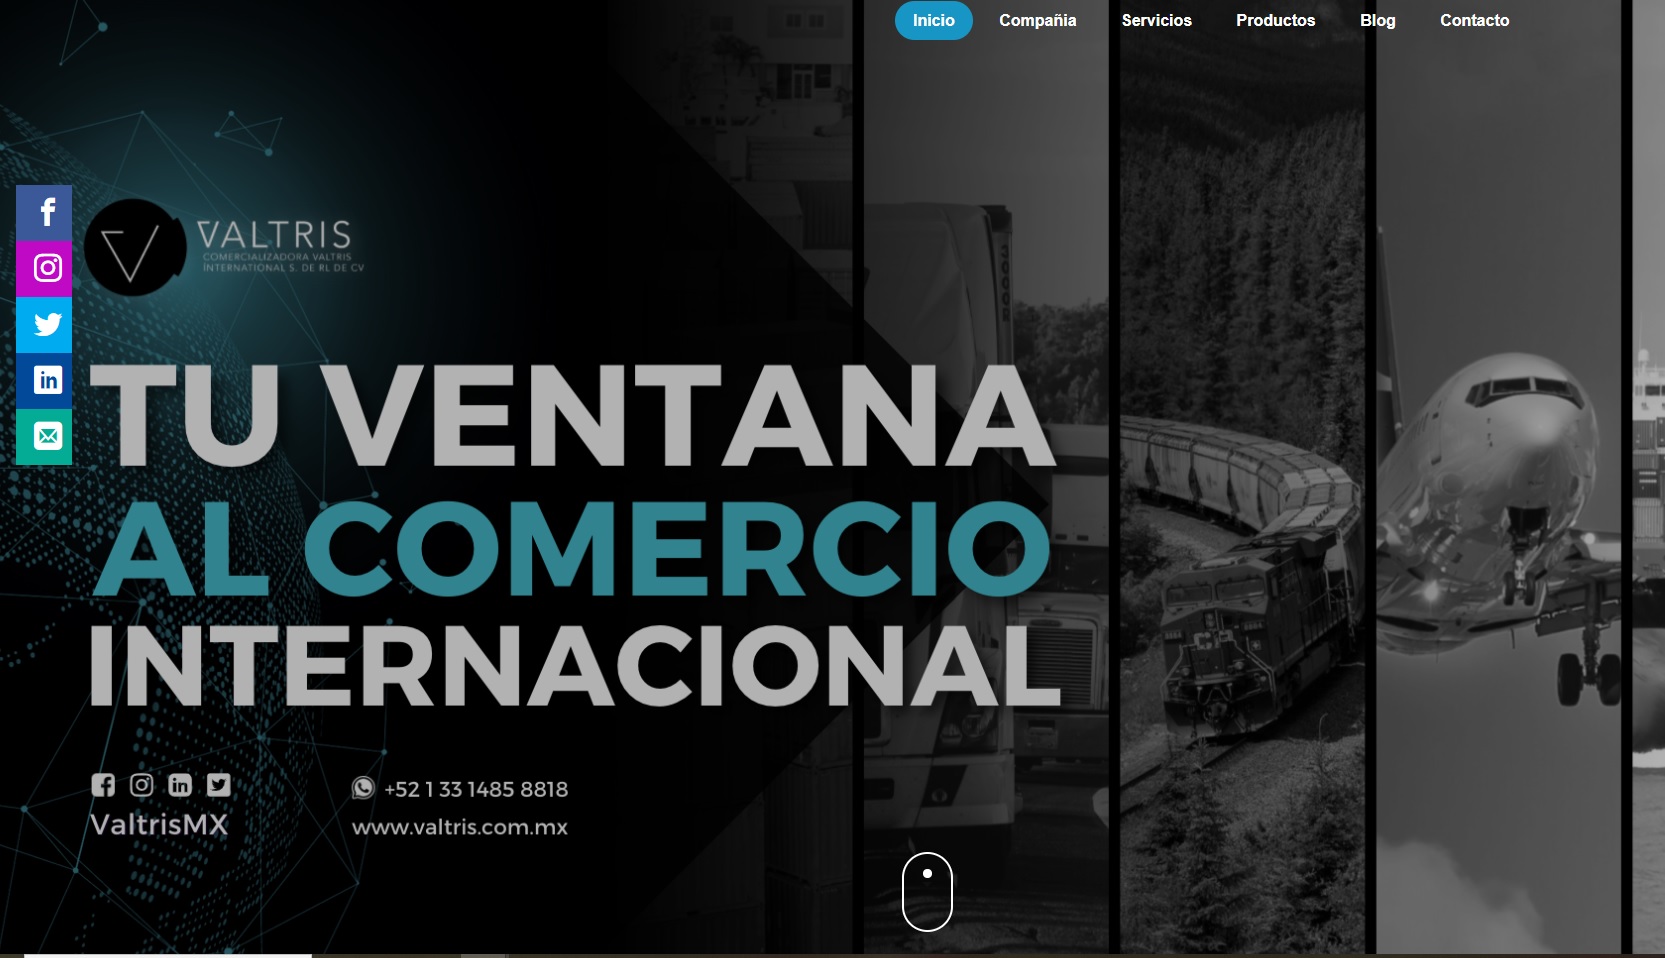 Inicio Compañia Servicios Productos Blog Contacto
VALTRIS
COMERCIALIZADORA VALTRIS
INTERNATIONAL S. DE RL DE CV
TU VENTANA
AL COMERCIO
INTERNACIONAL
ValtrisMX
+52 1 33 1485 8818
www.valtris.com.mx